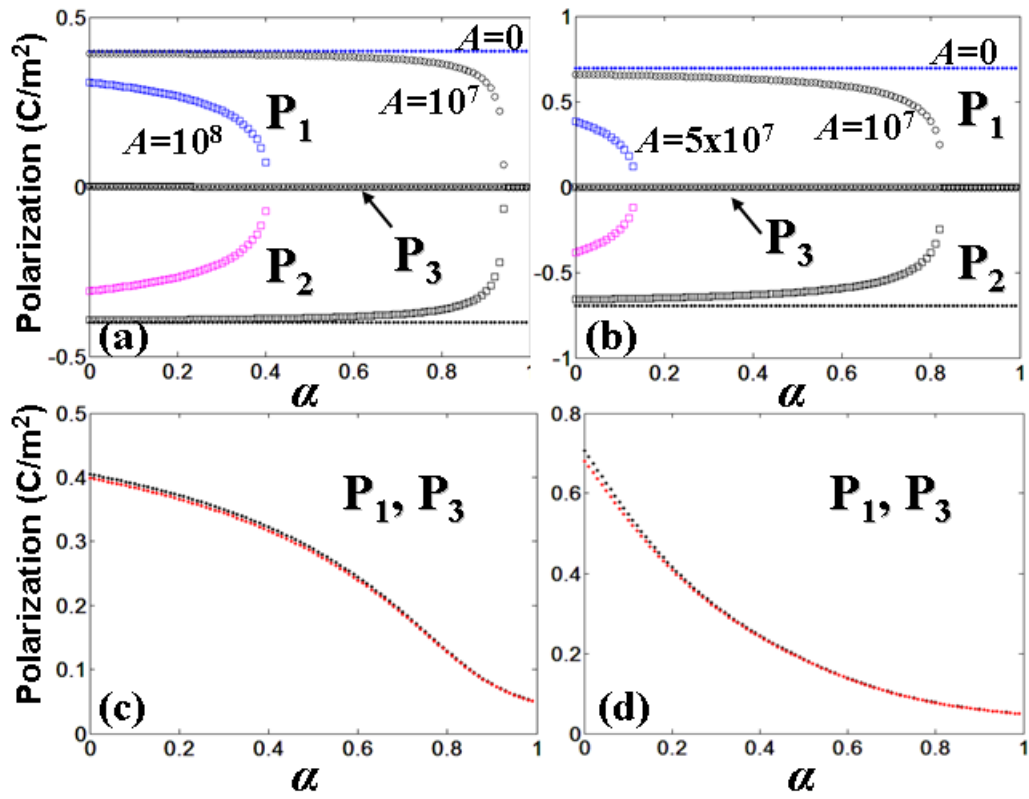 Polarization (C/m²)
0.5
0
-0.5
A=0
A=10⁷
A=10⁸
P₁
P₂
P₃
(a)
0 0.2 0.4 0.6 0.8
α
1
0.5
0
-0.5
-1
A=0
A=5x10⁷
A=10⁷
P₁
P₃
P₂
(b)
0 0.2 0.4 0.6 0.8 1
α
Polarization (C/m²)
0.5
0.4
0.3
0.2
0.1
0
P₁, P₃
(c)
0 0.2 0.4 0.6 0.8 1
α
0.8
0.6
0.4
0.2
0
P₁, P₃
(d)
0 0.2 0.4 0.6 0.8 1
α